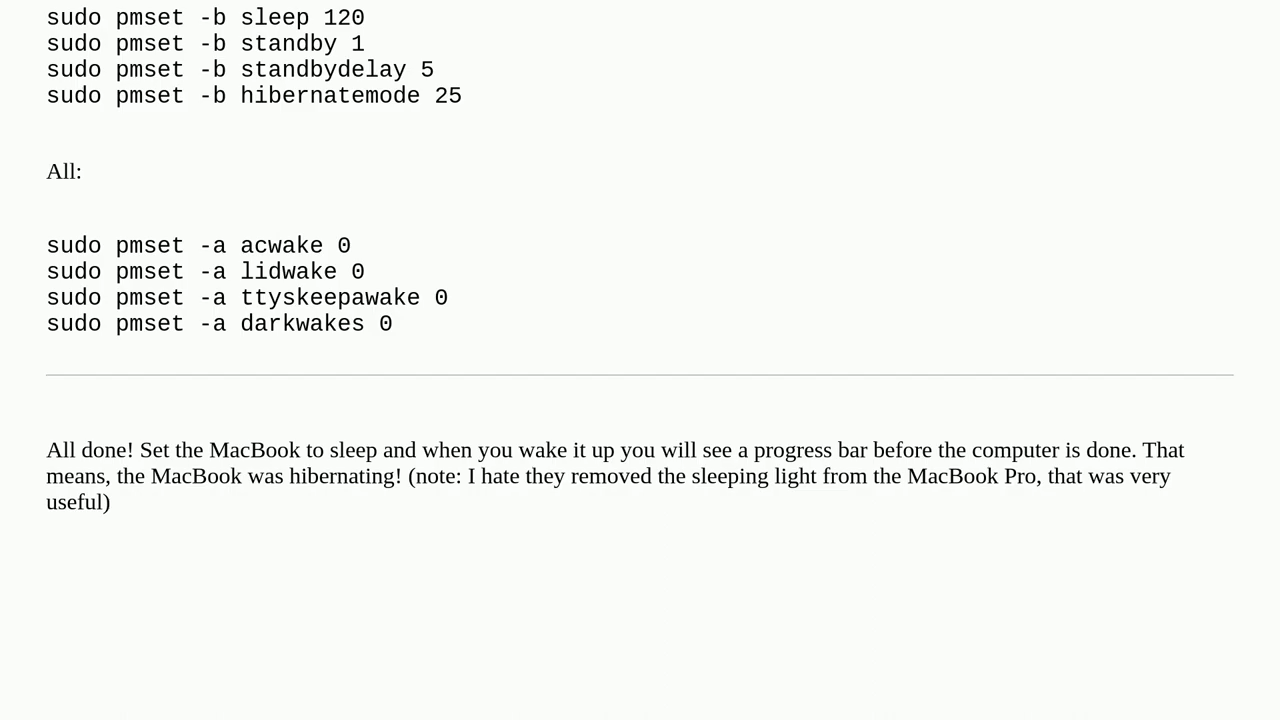 sudo pmset -b sleep 120
sudo pmset -b standby 1
sudo pmset -b standbydelay 5
sudo pmset -b hibernatemode 25
All:
sudo pmset -a acwake 0
sudo pmset -a lidwake 0
sudo pmset -a ttyskeepawake 0
sudo pmset -a darkwakes 0
All done! Set the MacBook to sleep and when you wake it up you will see a progress bar before the computer is done. That
means, the MacBook was hibernating! (note: I hate they removed the sleeping light from the MacBook Pro, that was very
useful)